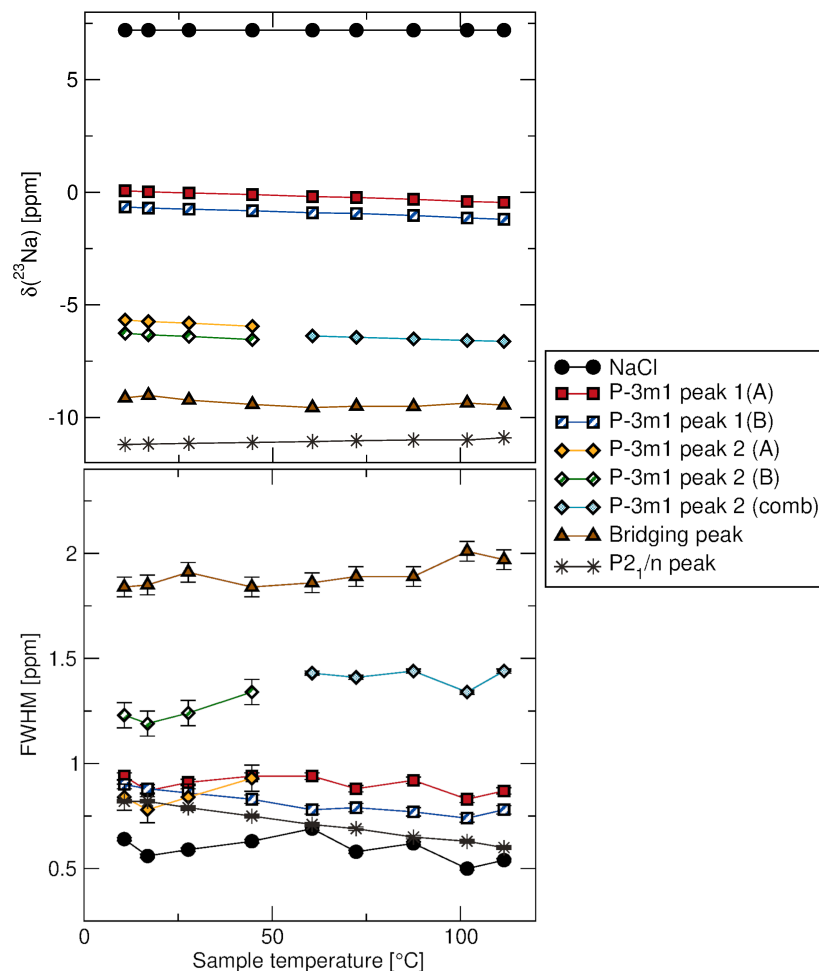 5
0
-5
-10
δ(²³Na) [ppm]
NaCl
P-3m1 peak 1(A)
P-3m1 peak 1(B)
P-3m1 peak 2 (A)
P-3m1 peak 2 (B)
P-3m1 peak 2 (comb)
Bridging peak
P2₁/n peak
2
1.5
1
0.5
FWHM [ppm]
0
50
100
Sample temperature [°C]